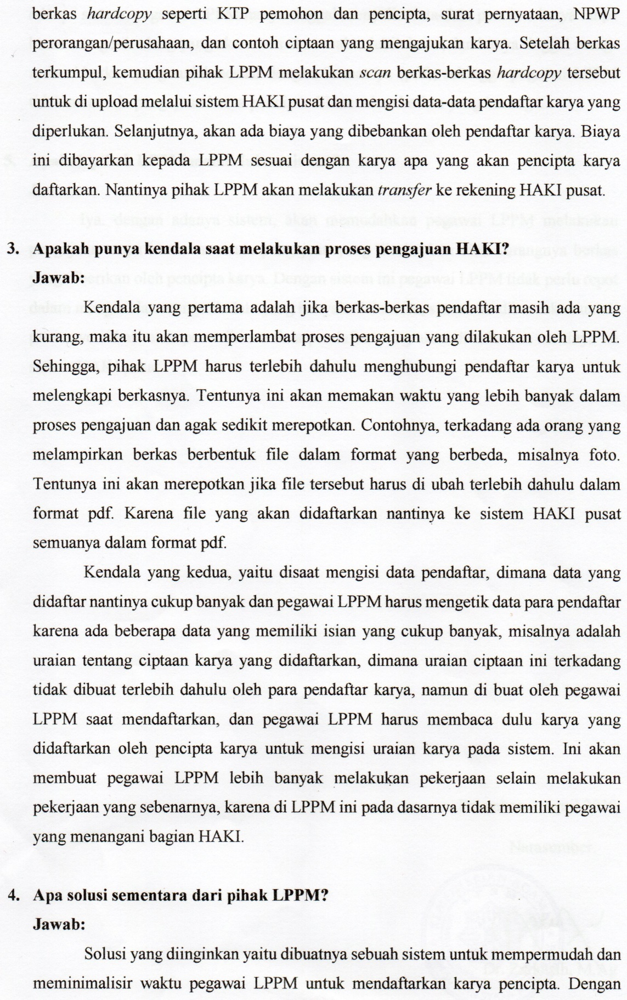 berkas hardcopy seperti KTP pemohon dan pencipta, surat pernyataan, NPWP
perorangan/perusahaan, dan contoh ciptaan yang mengajukan karya. Setelah berkas
terkumpul, kemudian pihak LPPM melakukan scan berkas-berkas hardcopy tersebut
untuk di upload melalui sistem HAKI pusat dan mengisi data-data pendaftar karya yang
diperlukan. Selanjutnya, akan ada biaya yang dibebankan oleh pendaftar karya. Biaya
ini dibayarkan kepada LPPM sesuai dengan karya apa yang akan pencipta karya
daftarkan. Nantinya pihak LPPM akan melakukan transfer ke rekening HAKI pusat.
3. Apakah punya kendala saat melakukan proses pengajuan HAKI?
Jawab:
Kendala yang pertama adalah jika berkas-berkas pendaftar masih ada yang
kurang, maka itu akan memperlambat proses pengajuan yang dilakukan oleh LPPM.
Sehingga, pihak LPPM harus terlebih dahulu menghubungi pendaftar karya untuk
melengkapi berkasnya. Tentunya ini akan memakan waktu yang lebih banyak dalam
proses pengajuan dan agak sedikit merepotkan. Contohnya, terkadang ada orang yang
melampirkan berkas berbentuk file dalam format yang berbeda, misalnya foto.
Tentunya ini akan merepotkan jika file tersebut harus di ubah terlebih dahulu dalam
format pdf. Karena file yang akan didaftarkan nantinya ke sistem HAKI pusat
semuanya dalam format pdf.
Kendala yang kedua, yaitu disaat mengisi data pendaftar, dimana data yang
didaftar nantinya cukup banyak dan pegawai LPPM harus mengetik data para pendaftar
karena ada beberapa data yang memiliki isian yang cukup banyak, misalnya adalah
uraian tentang ciptaan karya yang didaftarkan, dimana uraian ciptaan ini terkadang
tidak dibuat terlebih dahulu oleh para pendaftar karya, namun di buat oleh pegawai
LPPM saat mendaftarkan, dan pegawai LPPM harus membaca dulu karya yang
didaftarkan oleh pencipta karya untuk mengisi uraian karya pada sistem. Ini akan
membuat pegawai LPPM lebih banyak melakukan pekerjaan selain melakukan
pekerjaan yang sebenarnya, karena di LPPM ini pada dasarnya tidak memiliki pegawai
yang menangani bagian HAKI.
4. Apa solusi sementara dari pihak LPPM?
Jawab:
Solusi yang diinginkan yaitu dibuatnya sebuah sistem untuk mempermudah dan
meminimalisir waktu pegawai LPPM untuk mendaftarkan karya pencipta. Dengan